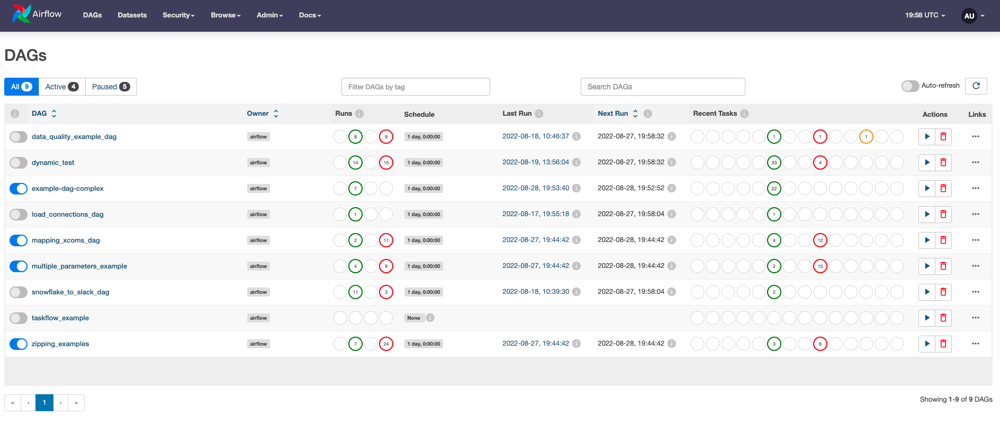 Airflow DAGs Datasets Security Browse Admin Docs 19:58 UTC AU
DAGs
All 9 Active 4 Paused 5 Filter DAGs by tag Search DAGs Auto-refresh
i DAG Owner Runs i Schedule Last Run i Next Run i Recent Tasks i Actions Links
data_quality_example_dag airflow 8 9 1 day, 0:00:00 2022-08-18, 10:46:37 i 2022-08-27, 19:58:32 i 1 1 1 ...
dynamic_test airflow 14 15 1 day, 0:00:00 2022-08-19, 13:56:04 i 2022-08-27, 19:58:32 i 33 4 ...
example-dag-complex airflow 7 1 day, 0:00:00 2022-08-28, 19:53:40 i 2022-08-28, 19:52:52 i 22 ...
load_connections_dag airflow 1 1 day, 0:00:00 2022-08-17, 19:55:18 i 2022-08-27, 19:58:04 i 1 ...
mapping_xcoms_dag airflow 2 11 1 day, 0:00:00 2022-08-27, 19:44:42 i 2022-08-28, 19:44:42 i 4 12 ...
multiple_parameters_example airflow 4 9 1 day, 0:00:00 2022-08-27, 19:44:42 i 2022-08-28, 19:44:42 i 2 15 ...
snowflake_to_slack_dag airflow 11 3 1 day, 0:00:00 2022-08-18, 10:39:30 i 2022-08-27, 19:58:04 i 2 ...
taskflow_example airflow None i ...
zipping_examples airflow 7 24 1 day, 0:00:00 2022-08-27, 19:44:42 i 2022-08-28, 19:44:42 i 3 6 ...
« ‹ 1 › » Showing 1-9 of 9 DAGs